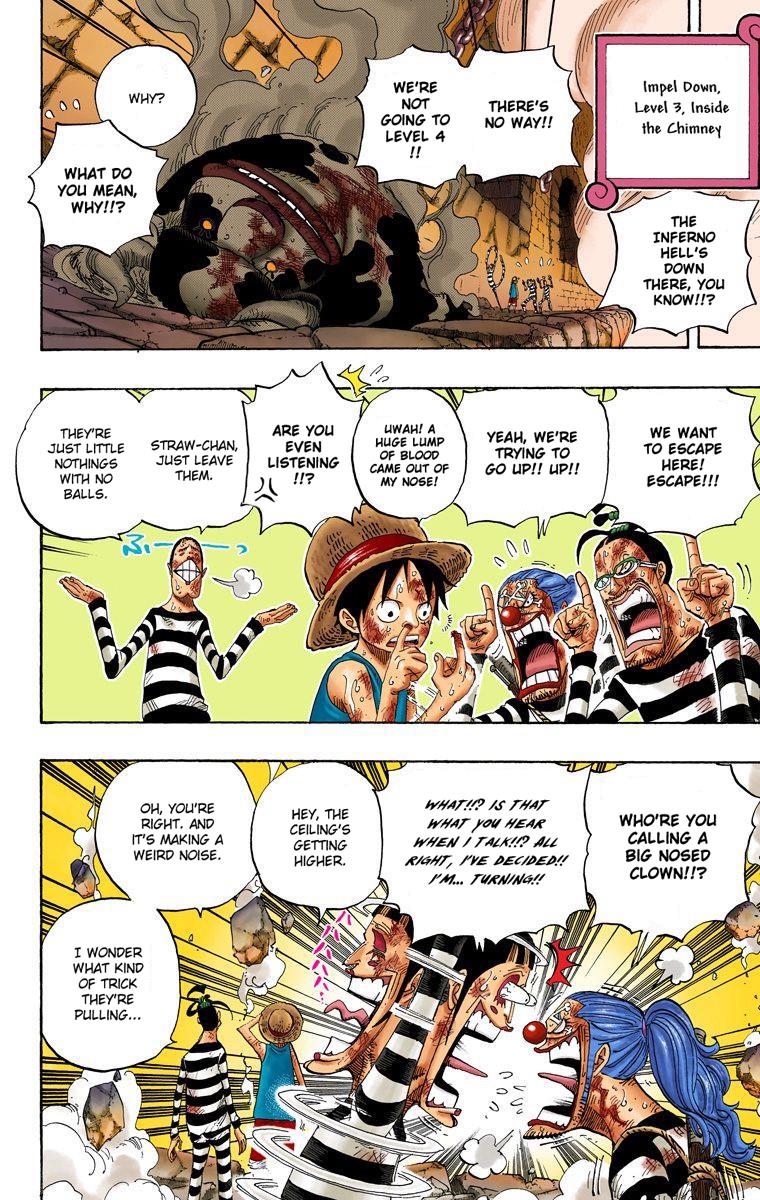 Impel Down,
Level 3, Inside
the Chimney
THERE'S
NO WAY!!
WE'RE
NOT
GOING TO
LEVEL 4
!!
THE
INFERNO
HELL'S
DOWN
THERE, YOU
KNOW!!?
WHY?
WHAT DO
YOU MEAN,
WHY!!?
WE WANT
TO ESCAPE
HERE!
ESCAPE!!!
YEAH, WE'RE
TRYING TO
GO UP!! UP!!
UWAH! A
HUGE LUMP
OF BLOOD
CAME OUT OF
MY NOSE!
ARE YOU
EVEN
LISTENING
!!?
STRAW-CHAN,
JUST LEAVE
THEM.
THEY'RE
JUST LITTLE
NOTHINGS
WITH NO
BALLS.
ふーっ
WHO'RE YOU
CALLING A
BIG NOSED
CLOWN!!?
WHAT!!? IS THAT
WHAT YOU HEAR
WHEN I TALK!!? ALL
RIGHT, I'VE DECIDED!!
I'M... TURNING!!
HEY, THE
CEILING'S
GETTING
HIGHER.
OH, YOU'RE
RIGHT. AND
IT'S MAKING A
WEIRD NOISE.
I WONDER
WHAT KIND
OF TRICK
THEY'RE
PULLING...